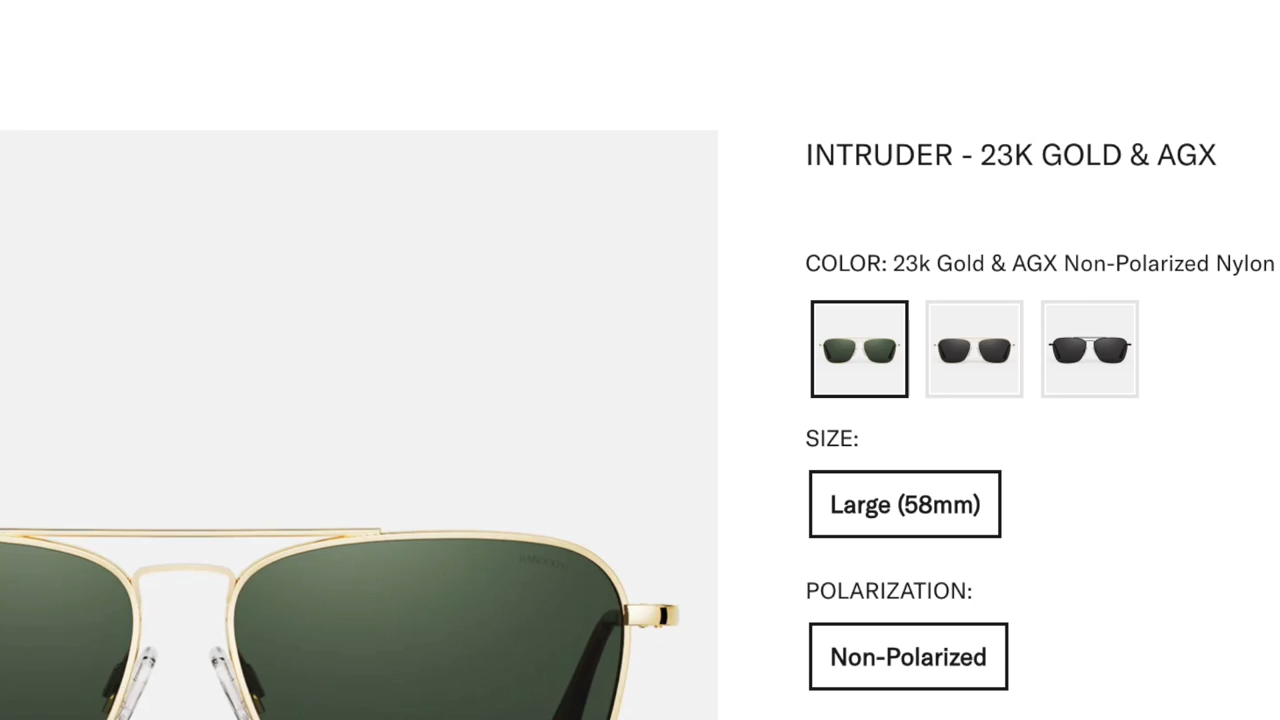 INTRUDER - 23K GOLD & AGX
COLOR: 23k Gold & AGX Non-Polarized Nylon
SIZE:
Large (58mm)
POLARIZATION:
Non-Polarized